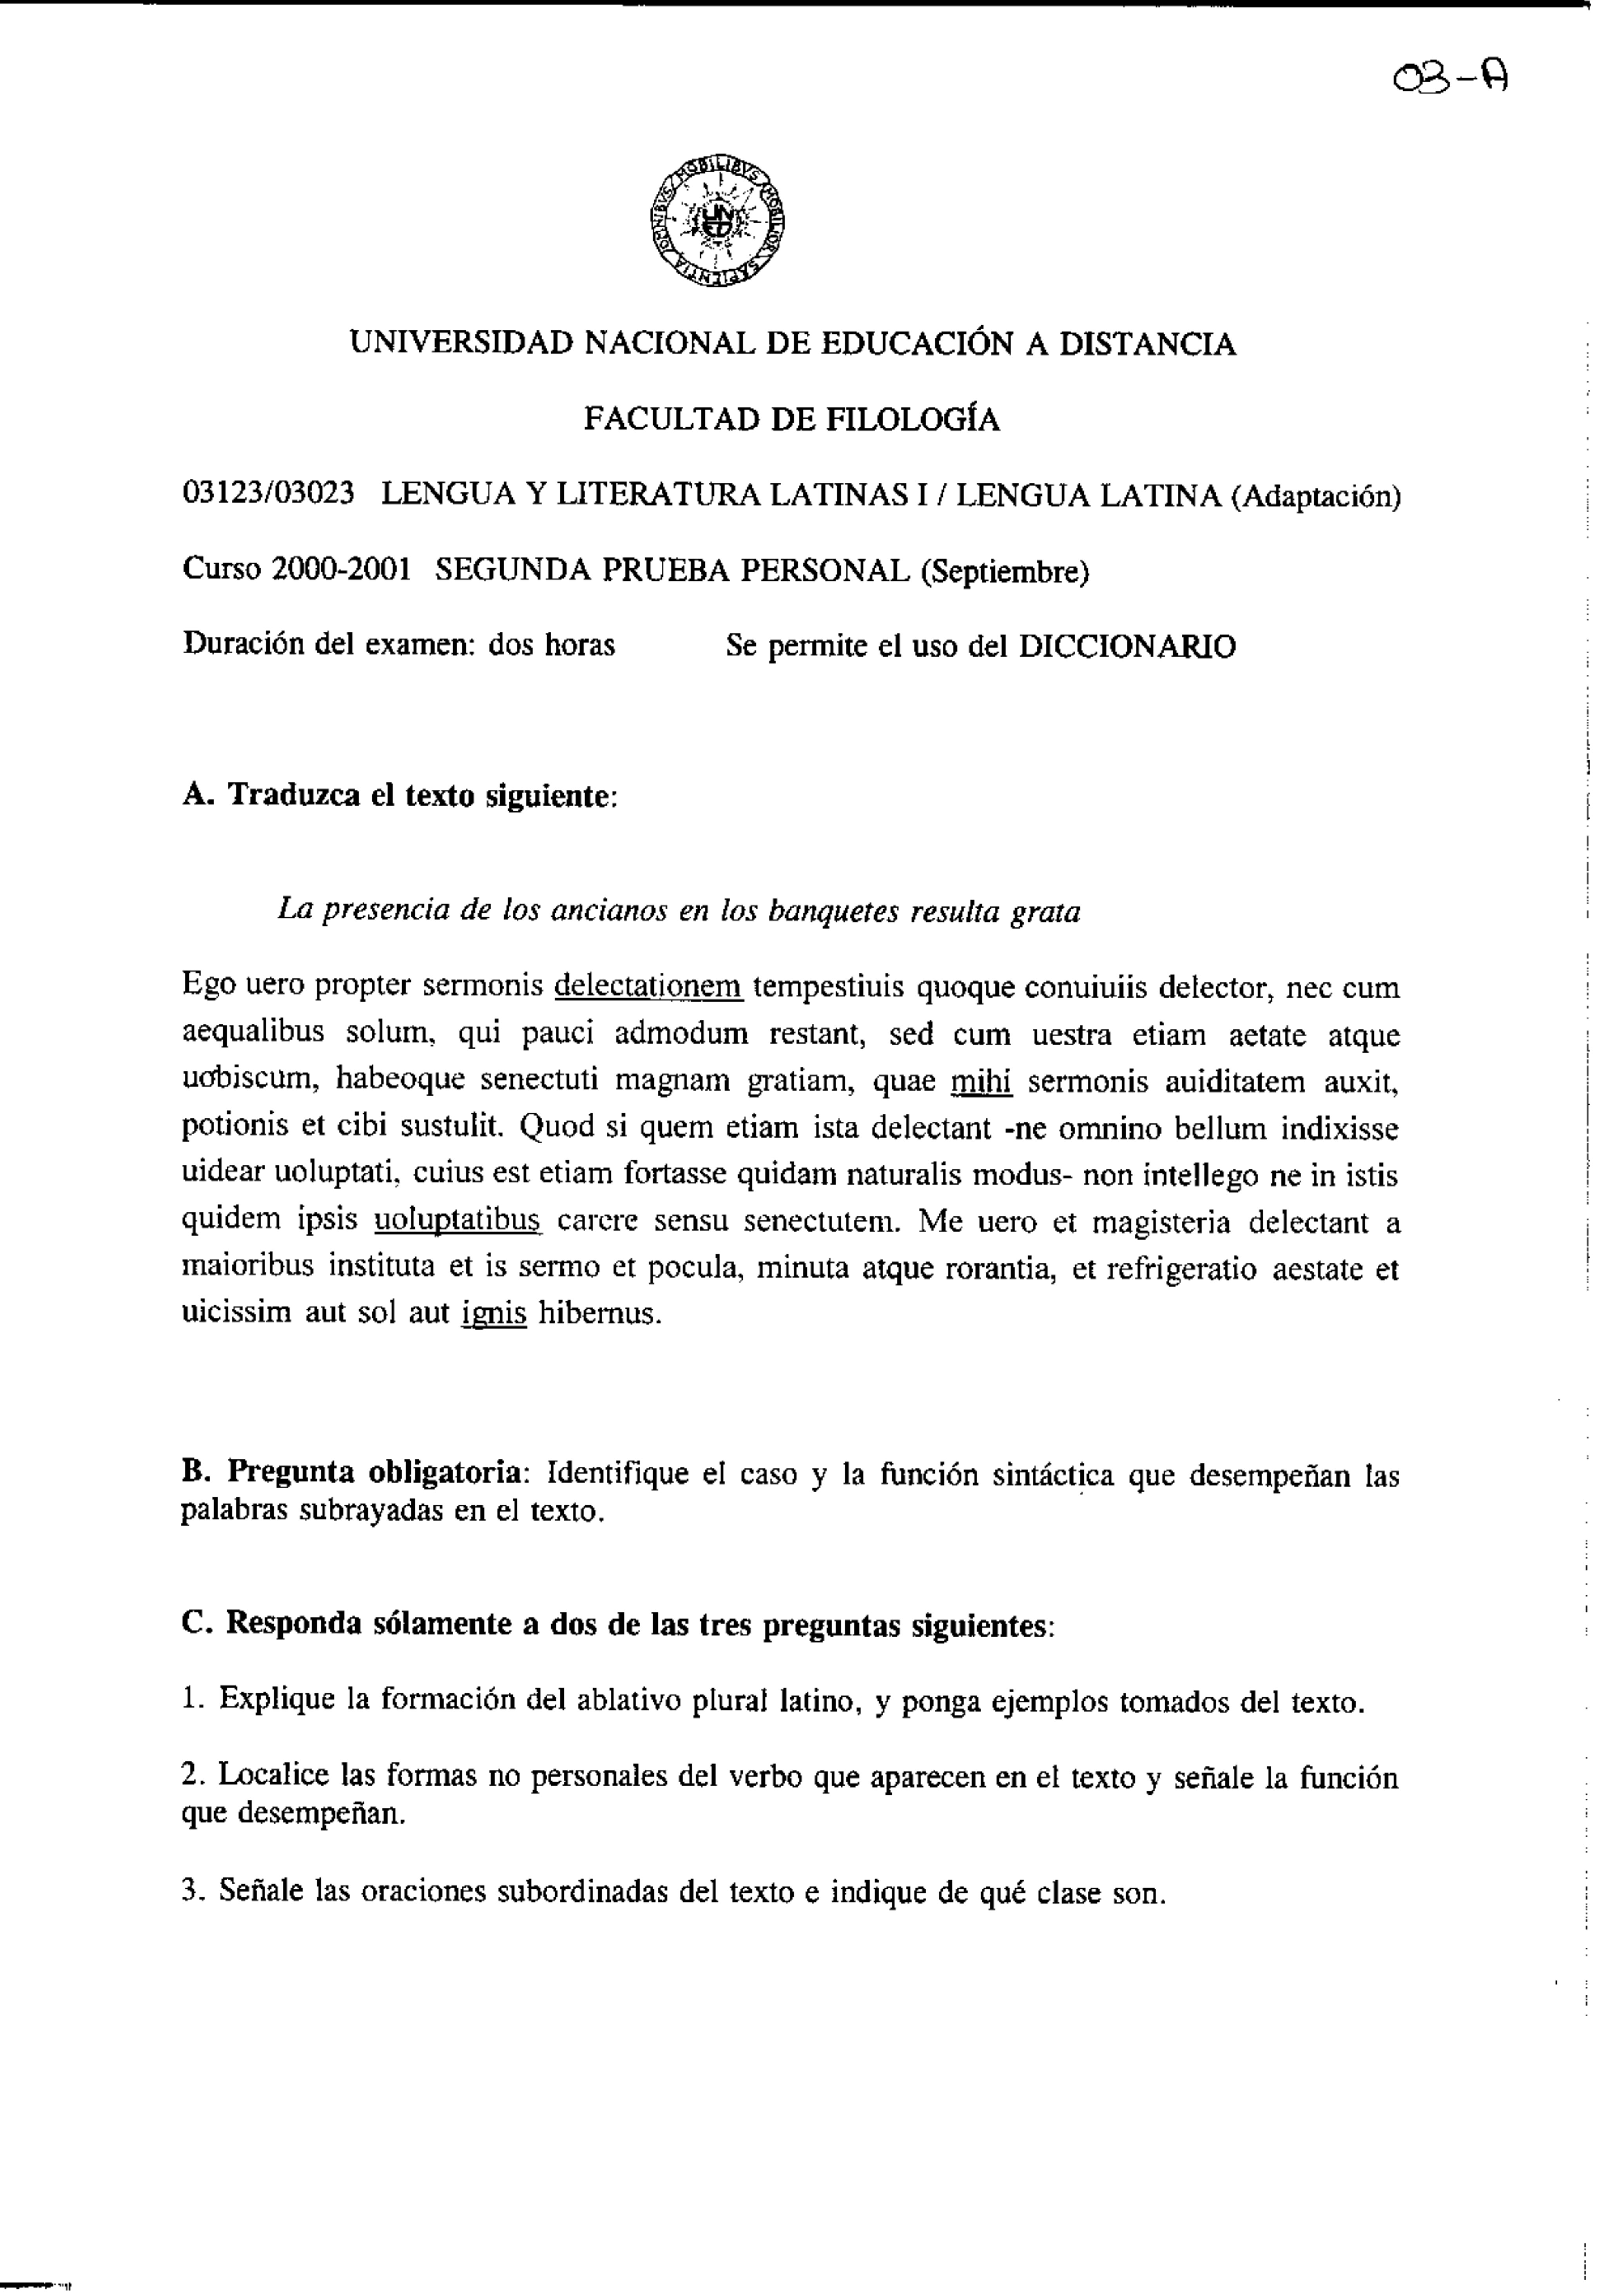 03-A
OMNIBVS MOBILIBVS MOBILIOR SAPIENTIA
UNED
UNIVERSIDAD NACIONAL DE EDUCACIÓN A DISTANCIA
FACULTAD DE FILOLOGÍA
03123/03023 LENGUA Y LITERATURA LATINAS I / LENGUA LATINA (Adaptación)
Curso 2000-2001 SEGUNDA PRUEBA PERSONAL (Septiembre)
Duración del examen: dos horas Se permite el uso del DICCIONARIO
A. Traduzca el texto siguiente:
La presencia de los ancianos en los banquetes resulta grata
Ego uero propter sermonis delectationem tempestiuis quoque conuiuiis delector, nec cum
aequalibus solum, qui pauci admodum restant, sed cum uestra etiam aetate atque
uobiscum, habeoque senectuti magnam gratiam, quae mihi sermonis auiditatem auxit,
potionis et cibi sustulit. Quod si quem etiam ista delectant -ne omnino bellum indixisse
uidear uoluptati, cuius est etiam fortasse quidam naturalis modus- non intellego ne in istis
quidem ipsis uoluptatibus carere sensu senectutem. Me uero et magisteria delectant a
maioribus instituta et is sermo et pocula, minuta atque rorantia, et refrigeratio aestate et
uicissim aut sol aut ignis hibernus.
B. Pregunta obligatoria: Identifique el caso y la función sintáctica que desempeñan las
palabras subrayadas en el texto.
C. Responda sólamente a dos de las tres preguntas siguientes:
1. Explique la formación del ablativo plural latino, y ponga ejemplos tomados del texto.
2. Localice las formas no personales del verbo que aparecen en el texto y señale la función
que desempeñan.
3. Señale las oraciones subordinadas del texto e indique de qué clase son.